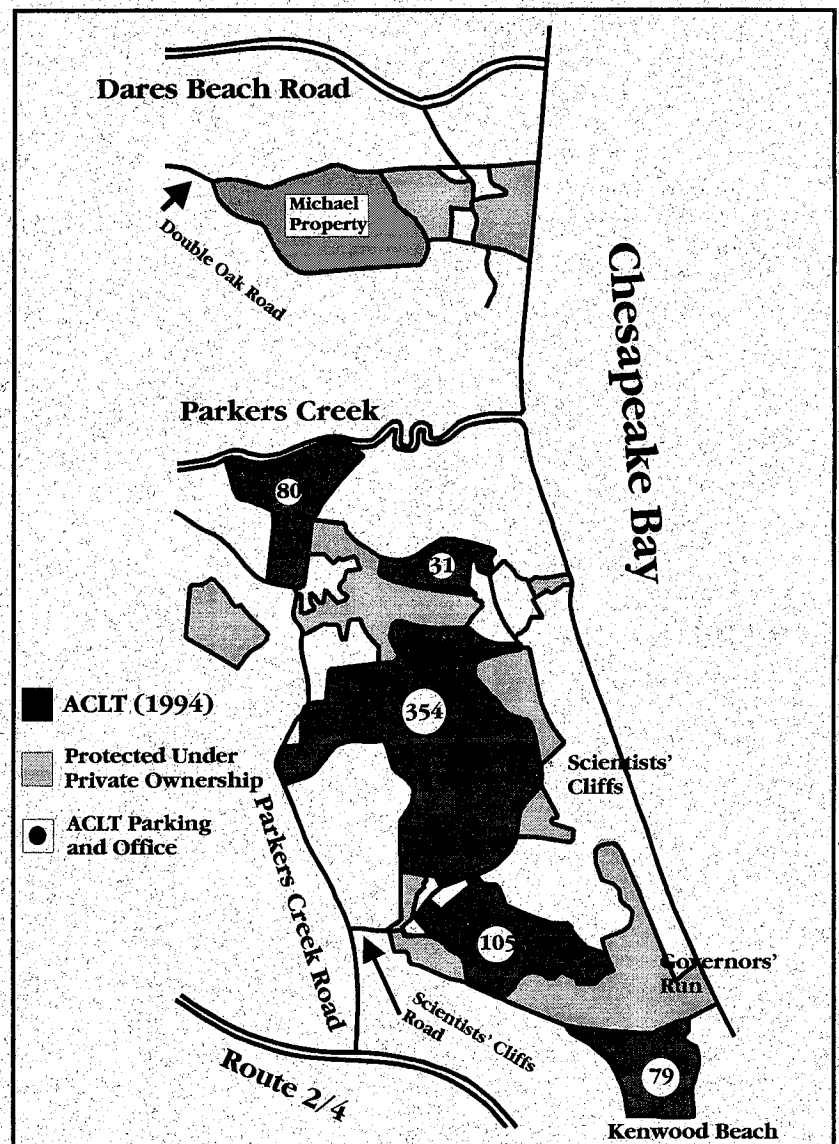 Dares Beach Road
Michael
Property
Double Oak Road
Chesapeake Bay
Parkers Creek
80
31
354
ACLT (1994)
Protected Under
Private Ownership
ACLT Parking
and Office
Scientists'
Cliffs
Parkers Creek Road
105
Governors'
Run
Scientists' Cliffs
Road
Route 2/4
79
Kenwood Beach